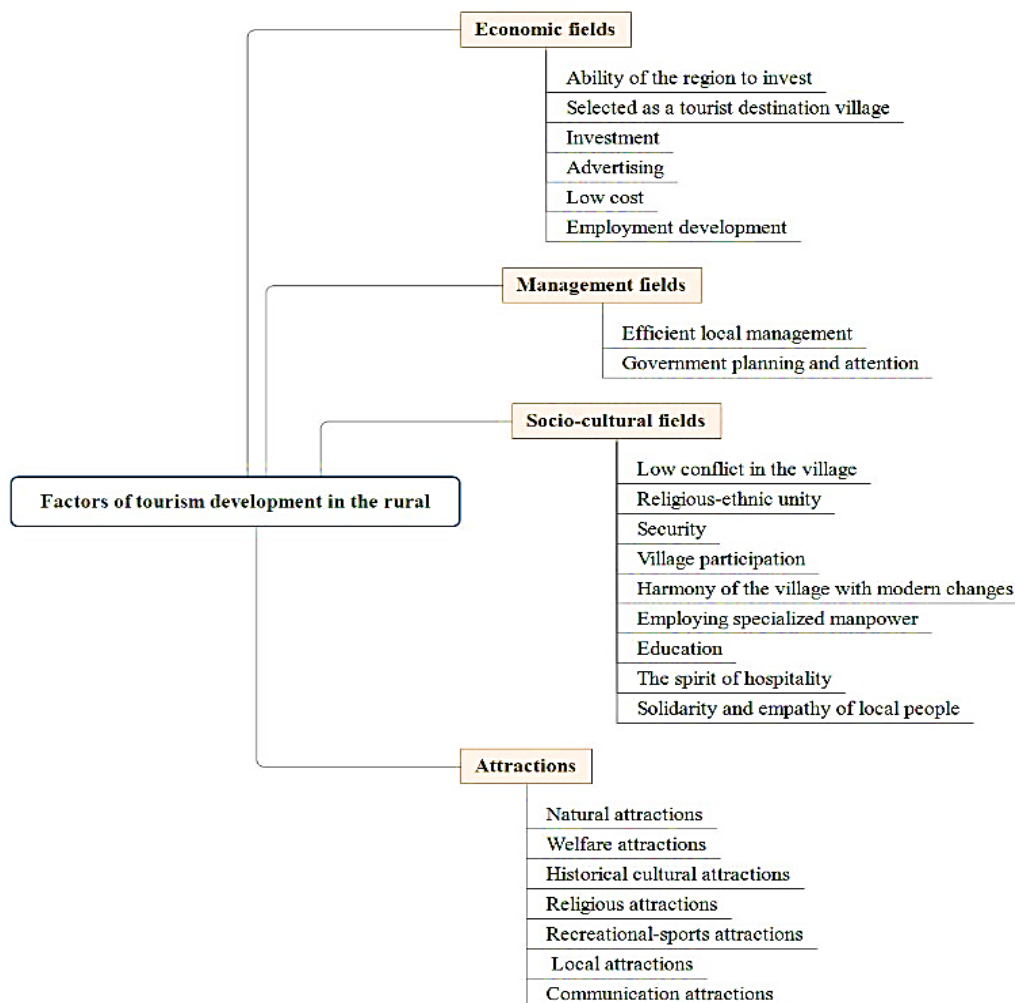 Economic fields
Ability of the region to invest
Selected as a tourist destination village
Investment
Advertising
Low cost
Employment development
Management fields
Efficient local management
Government planning and attention
Socio-cultural fields
Low conflict in the village
Religious-ethnic unity
Security
Village participation
Harmony of the village with modern changes
Employing specialized manpower
Education
The spirit of hospitality
Solidarity and empathy of local people
Factors of tourism development in the rural
Attractions
Natural attractions
Welfare attractions
Historical cultural attractions
Religious attractions
Recreational-sports attractions
Local attractions
Communication attractions